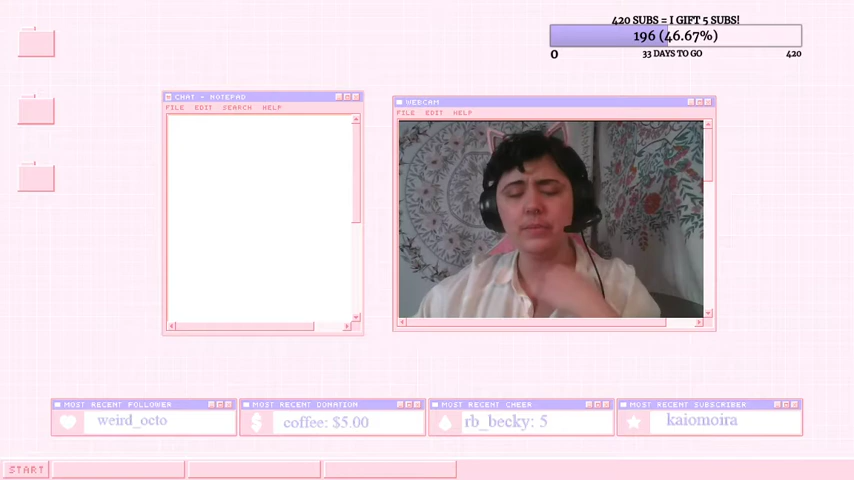 420 SUBS = I GIFT 5 SUBS!
196 (46.67%)
0 33 DAYS TO GO 420
CHAT - NOTEPAD
FILE EDIT SEARCH HELP
WEBCAM
FILE EDIT HELP
MOST RECENT FOLLOWER
weird_octo
MOST RECENT DONATION
$ coffee: $5.00
MOST RECENT CHEER
rb_becky: 5
MOST RECENT SUBSCRIBER
kaiomoira
START